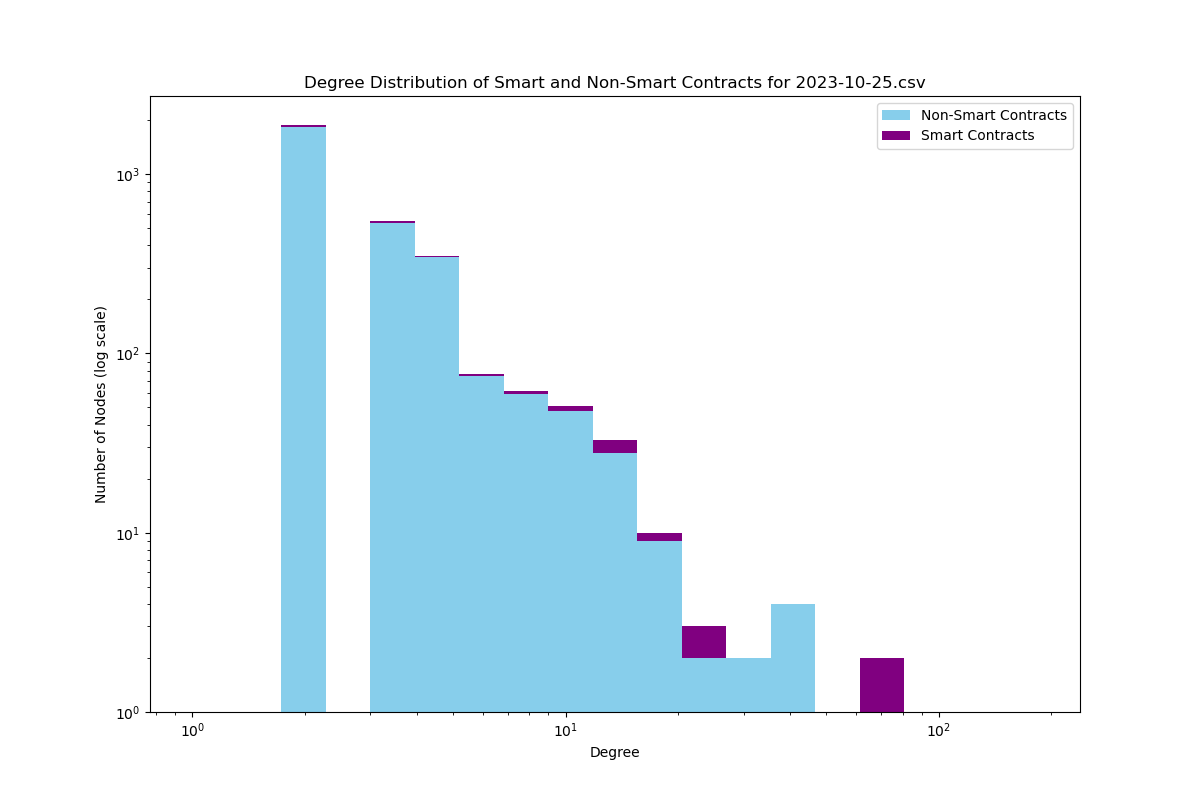 Degree Distribution of Smart and Non-Smart Contracts for 2023-10-25.csv
Non-Smart Contracts
Smart Contracts
Number of Nodes (log scale)
10³
10²
10¹
10⁰
10⁰ 10¹ 10²
Degree